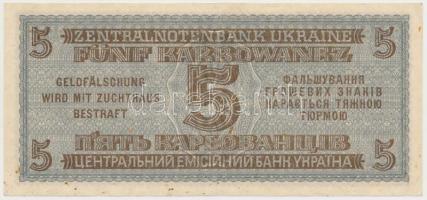 5 ZENTRALNOTENBANK UKRAINE 5
FÜNF KARBOWANEZ
GELDFÄLSCHUNG
WIRD MIT ZUCHTHAUS
BESTRAFT
5
ФАЛЬШУВАННЯ
ГРОШЕВИХ ЗНАКІВ
КАРАЄТЬСЯ ТЯЖКОЮ
ТЮРМОЮ
П'ЯТЬ КАРБОВАНЦІВ
5 ЦЕНТРАЛЬНИЙ ЕМІСІЙНИЙ БАНК УКРАЇНА 5